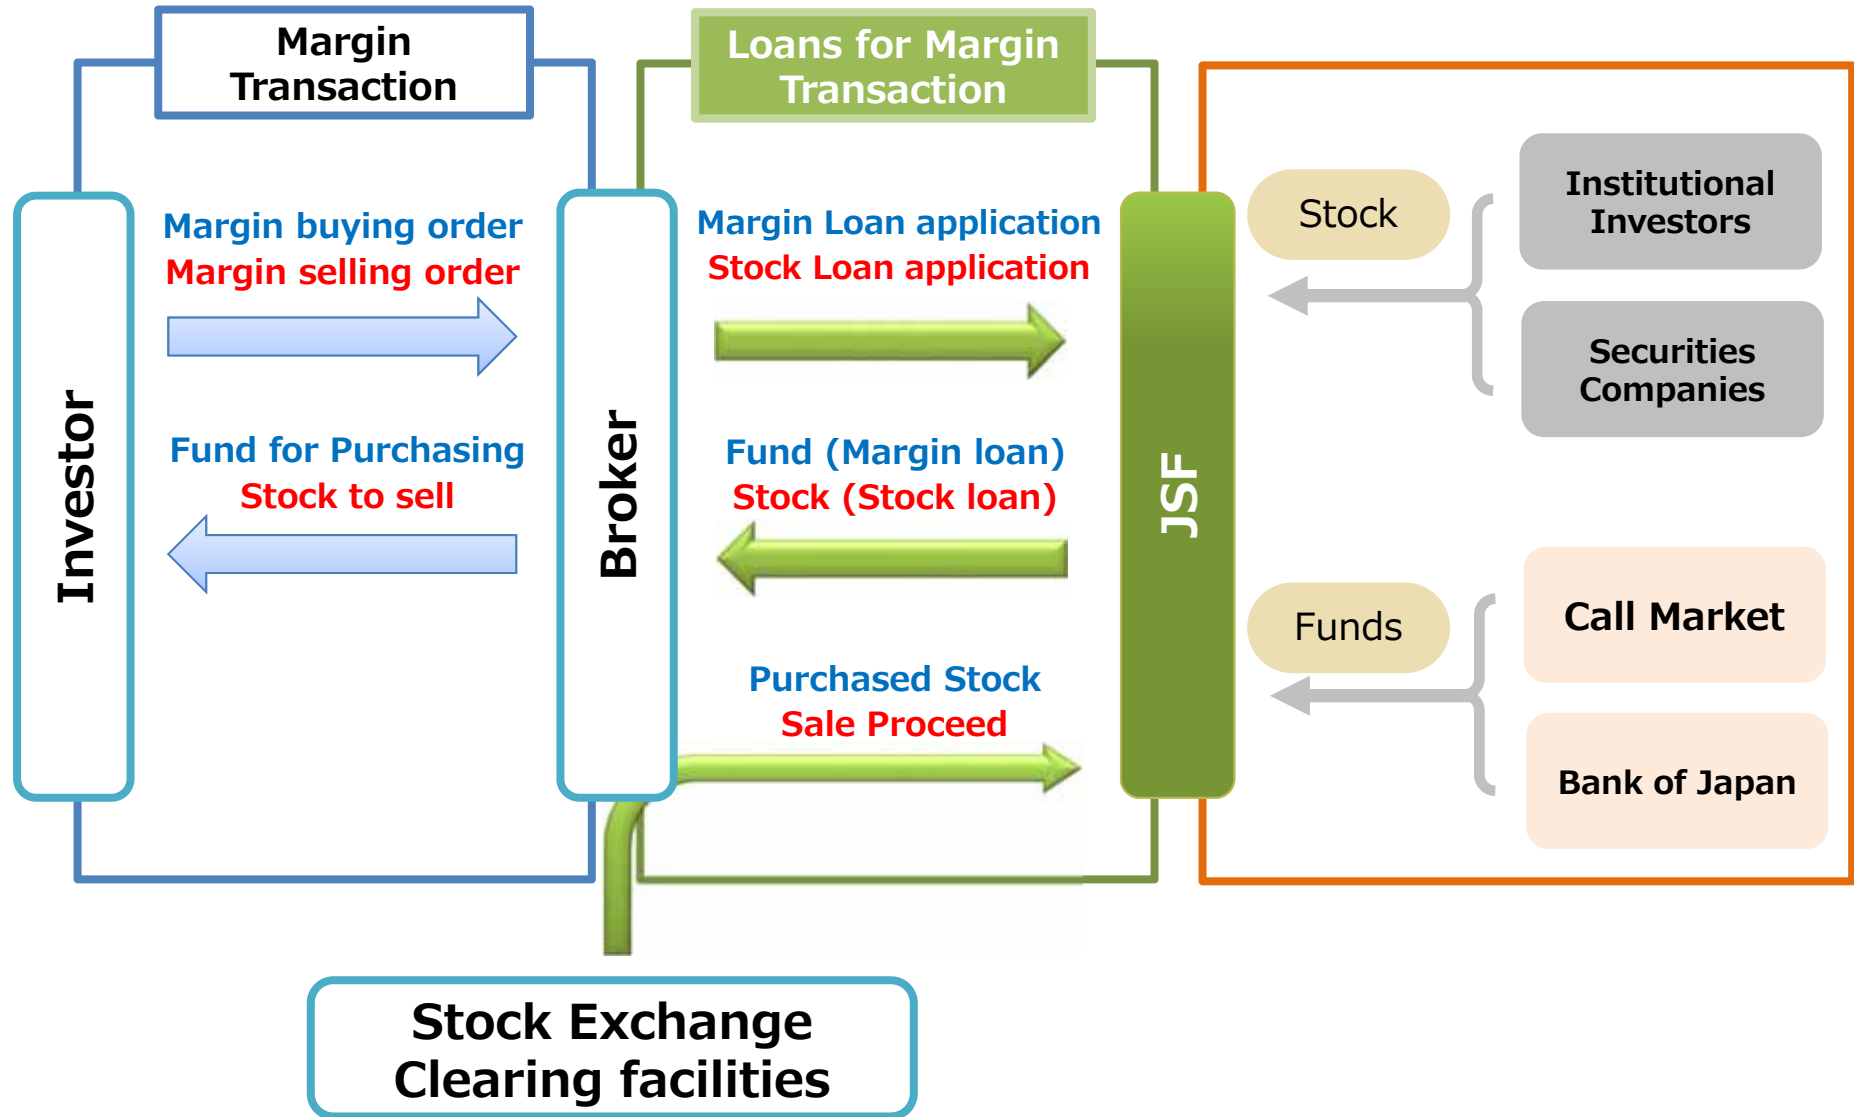 Margin
Transaction
Loans for Margin
Transaction
Investor
Margin buying order
Margin selling order
Fund for Purchasing
Stock to sell
Broker
Margin Loan application
Stock Loan application
Fund (Margin loan)
Stock (Stock loan)
Purchased Stock
Sale Proceed
JSF
Stock
Institutional
Investors
Securities
Companies
Funds
Call Market
Bank of Japan
Stock Exchange
Clearing facilities